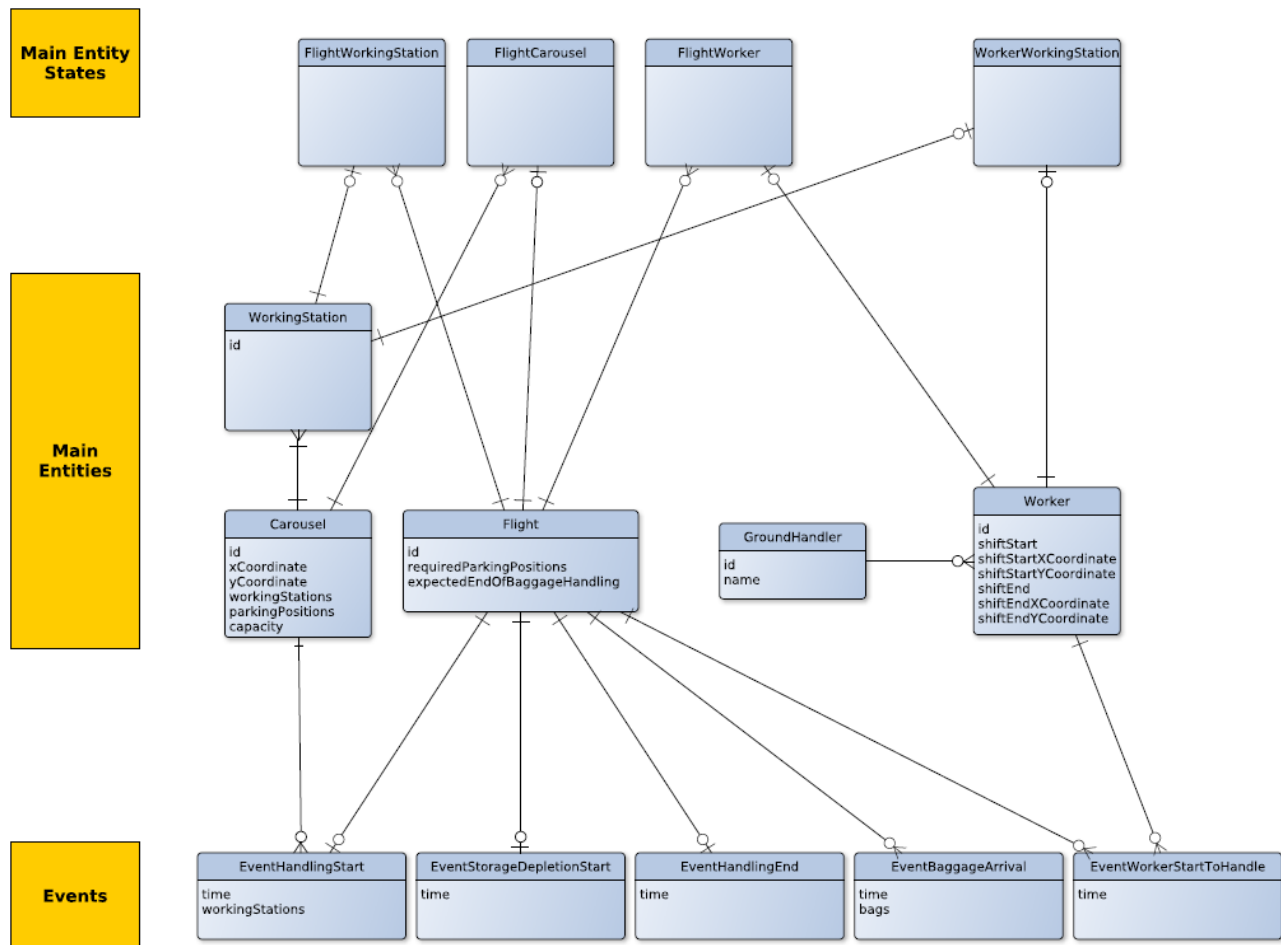 Main Entity
States
FlightWorkingStation
FlightCarousel
FlightWorker
WorkerWorkingStation
Main
Entities
WorkingStation
id
Carousel
id
xCoordinate
yCoordinate
workingStations
parkingPositions
capacity
Flight
id
requiredParkingPositions
expectedEndOfBaggageHandling
GroundHandler
id
name
Worker
id
shiftStart
shiftStartXCoordinate
shiftStartYCoordinate
shiftEnd
shiftEndXCoordinate
shiftEndYCoordinate
Events
EventHandlingStart
time
workingStations
EventStorageDepletionStart
time
EventHandlingEnd
time
EventBaggageArrival
time
bags
EventWorkerStartToHandle
time